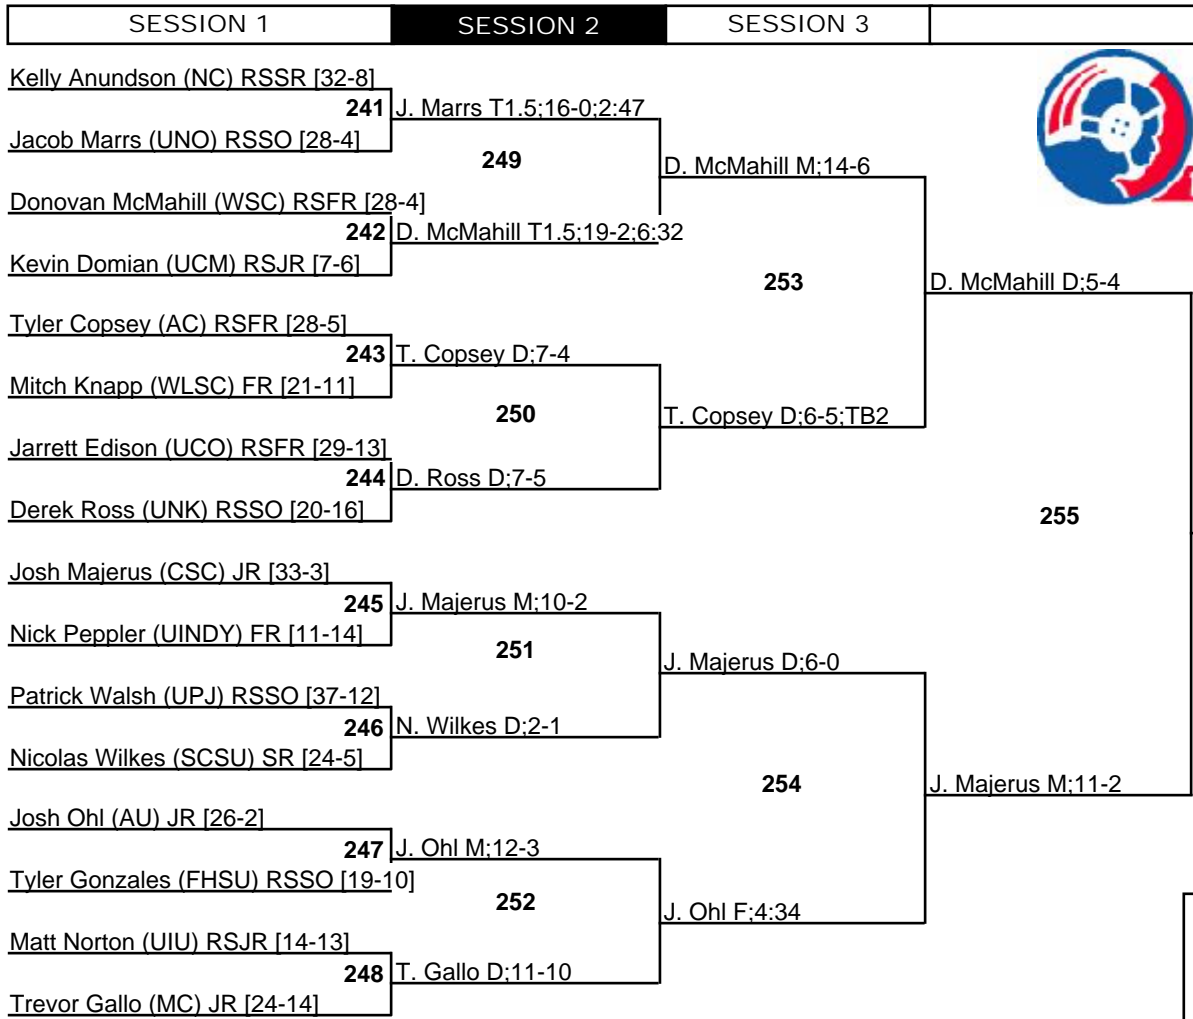 SESSION 1 SESSION 2 SESSION 3
Kelly Anundson (NC) RSSR [32-8]
241 J. Marrs T1.5;16-0;2:47
Jacob Marrs (UNO) RSSO [28-4]
249
D. McMahill M;14-6
Donovan McMahill (WSC) RSFR [28-4]
242 D. McMahill T1.5;19-2;6:32
Kevin Domian (UCM) RSJR [7-6]
253
D. McMahill D;5-4
Tyler Copsey (AC) RSFR [28-5]
243 T. Copsey D;7-4
Mitch Knapp (WLSC) FR [21-11]
250
T. Copsey D;6-5;TB2
Jarrett Edison (UCO) RSFR [29-13]
244 D. Ross D;7-5
Derek Ross (UNK) RSSO [20-16]
255
Josh Majerus (CSC) JR [33-3]
245 J. Majerus M;10-2
Nick Peppler (UINDY) FR [11-14]
251
J. Majerus D;6-0
Patrick Walsh (UPJ) RSSO [37-12]
246 N. Wilkes D;2-1
Nicolas Wilkes (SCSU) SR [24-5]
254
J. Majerus M;11-2
Josh Ohl (AU) JR [26-2]
247 J. Ohl M;12-3
Tyler Gonzales (FHSU) RSSO [19-10]
252
J. Ohl F;4:34
Matt Norton (UIU) RSJR [14-13]
248 T. Gallo D;11-10
Trevor Gallo (MC) JR [24-14]